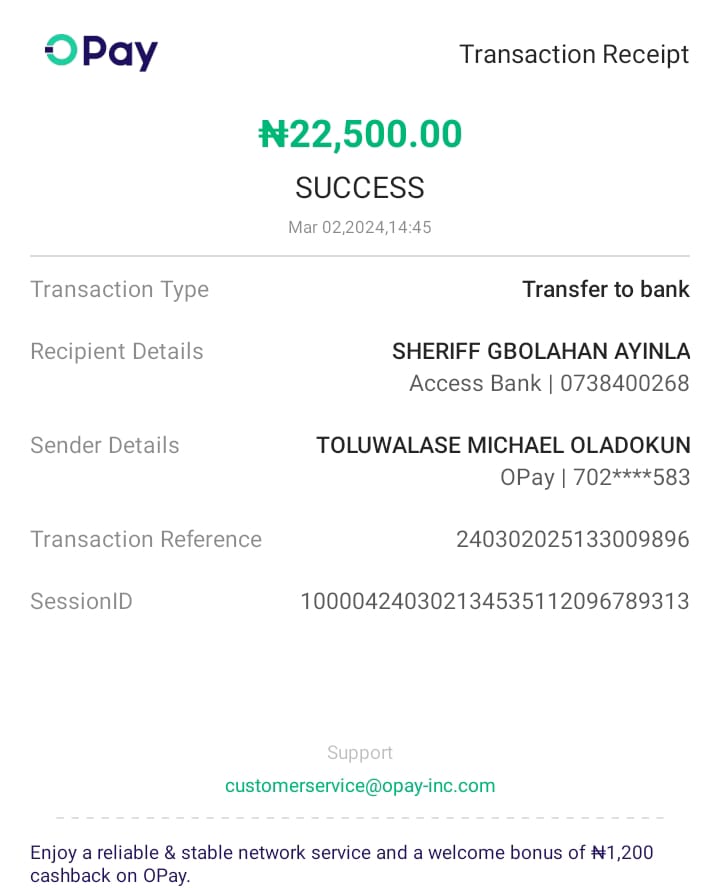 OPay
Transaction Receipt
₦22,500.00
SUCCESS
Mar 02,2024,14:45
Transaction Type Transfer to bank
Recipient Details SHERIFF GBOLAHAN AYINLA
Access Bank | 0738400268
Sender Details TOLUWALASE MICHAEL OLADOKUN
OPay | 702****583
Transaction Reference 240302025133009896
SessionID 100004240302134535112096789313
Support
customerservice@opay-inc.com
Enjoy a reliable & stable network service and a welcome bonus of ₦1,200
cashback on OPay.